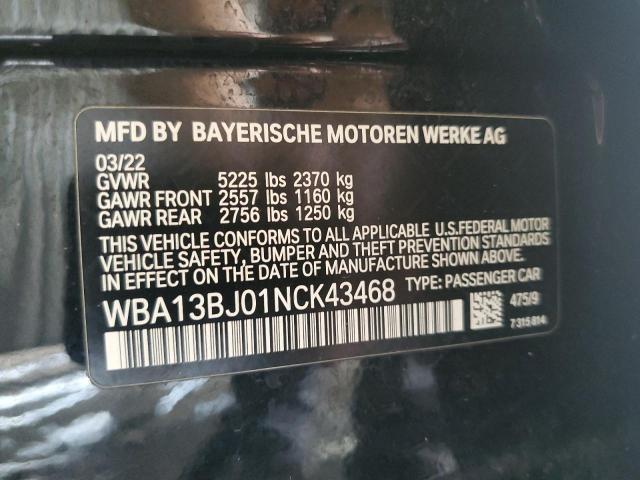 MFD BY BAYERISCHE MOTOREN WERKE AG
03/22
GVWR 5225 lbs 2370 kg
GAWR FRONT 2557 lbs 1160 kg
GAWR REAR 2756 lbs 1250 kg
THIS VEHICLE CONFORMS TO ALL APPLICABLE U.S.FEDERAL MOTOR
VEHICLE SAFETY, BUMPER AND THEFT PREVENTION STANDARDS
IN EFFECT ON THE DATE OF MANUFACTURE SHOWN ABOVE.
WBA13BJ01NCK43468 TYPE: PASSENGER CAR
475/9
7315814